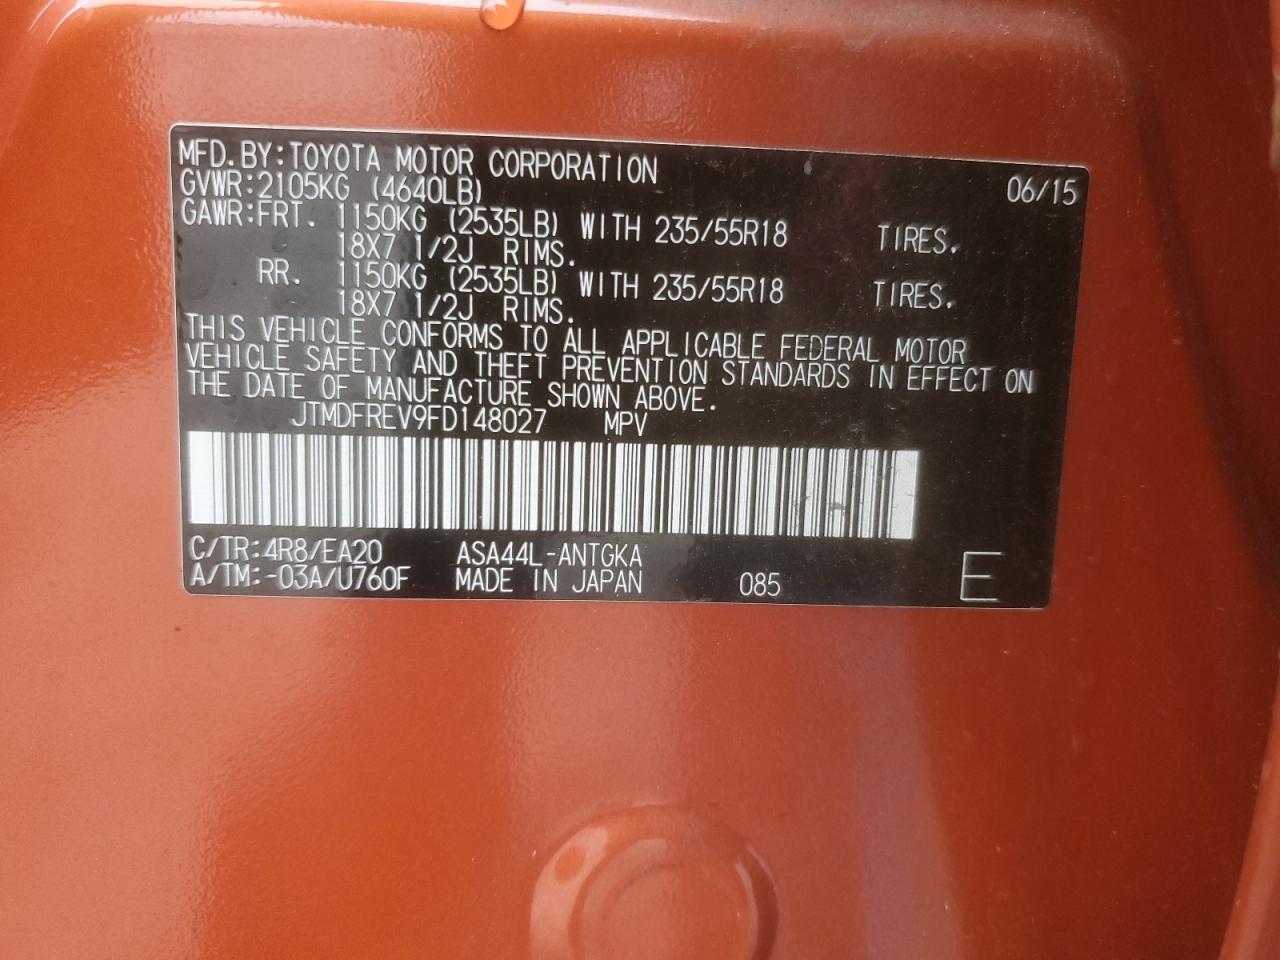 MFD.BY:TOYOTA MOTOR CORPORATION 06/15
GVWR:2105KG (4640LB)
GAWR:FRT. 1150KG (2535LB) WITH 235/55R18 TIRES.
18X7 1/2J RIMS.
RR. 1150KG (2535LB) WITH 235/55R18 TIRES.
18X7 1/2J RIMS.
THIS VEHICLE CONFORMS TO ALL APPLICABLE FEDERAL MOTOR
VEHICLE SAFETY AND THEFT PREVENTION STANDARDS IN EFFECT ON
THE DATE OF MANUFACTURE SHOWN ABOVE.
JTMDFREV9FD148027 MPV
C/TR:4R8/EA20 ASA44L-ANTGKA
A/TM:-03A/U760F MADE IN JAPAN 085 E